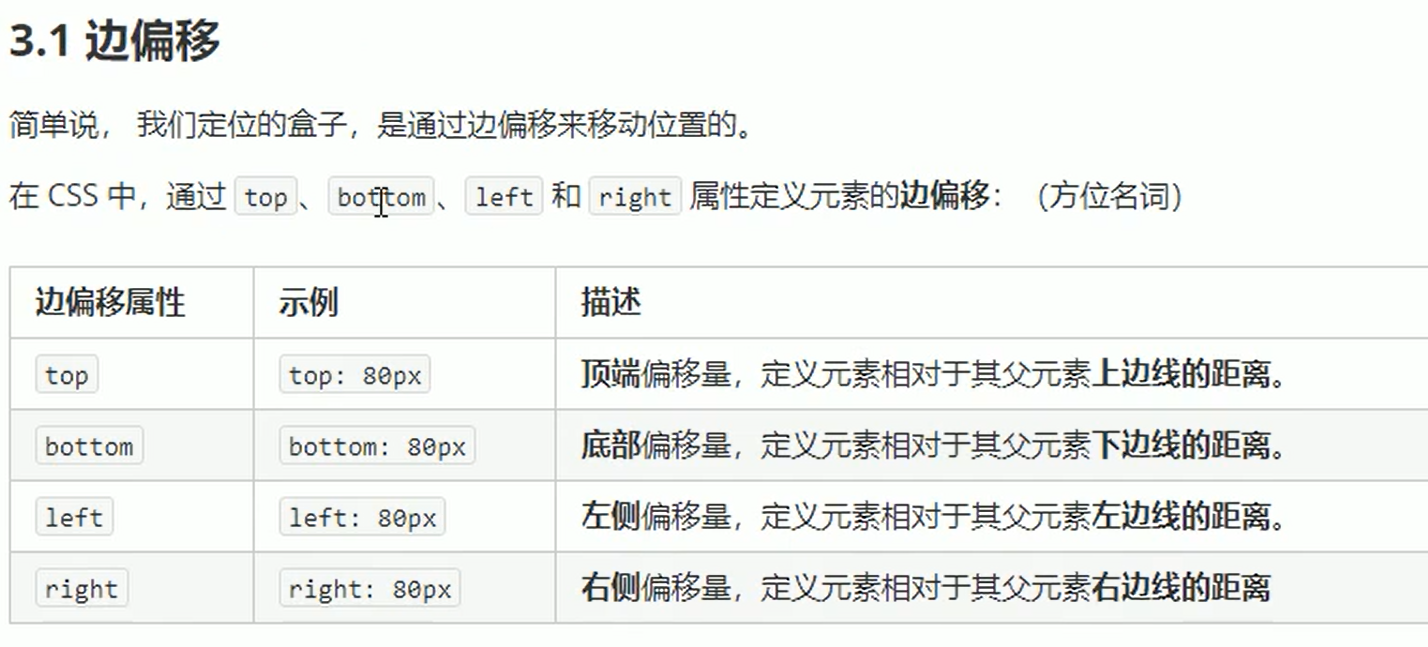 3.1 边偏移
简单说， 我们定位的盒子，是通过边偏移来移动位置的。
在 CSS 中，通过 top、 bottom、 left 和 right 属性定义元素的边偏移：（方位名词）
边偏移属性 示例 描述
top top: 80px 顶端偏移量，定义元素相对于其父元素上边线的距离。
bottom bottom: 80px 底部偏移量，定义元素相对于其父元素下边线的距离。
left left: 80px 左侧偏移量，定义元素相对于其父元素左边线的距离。
right right: 80px 右侧偏移量，定义元素相对于其父元素右边线的距离